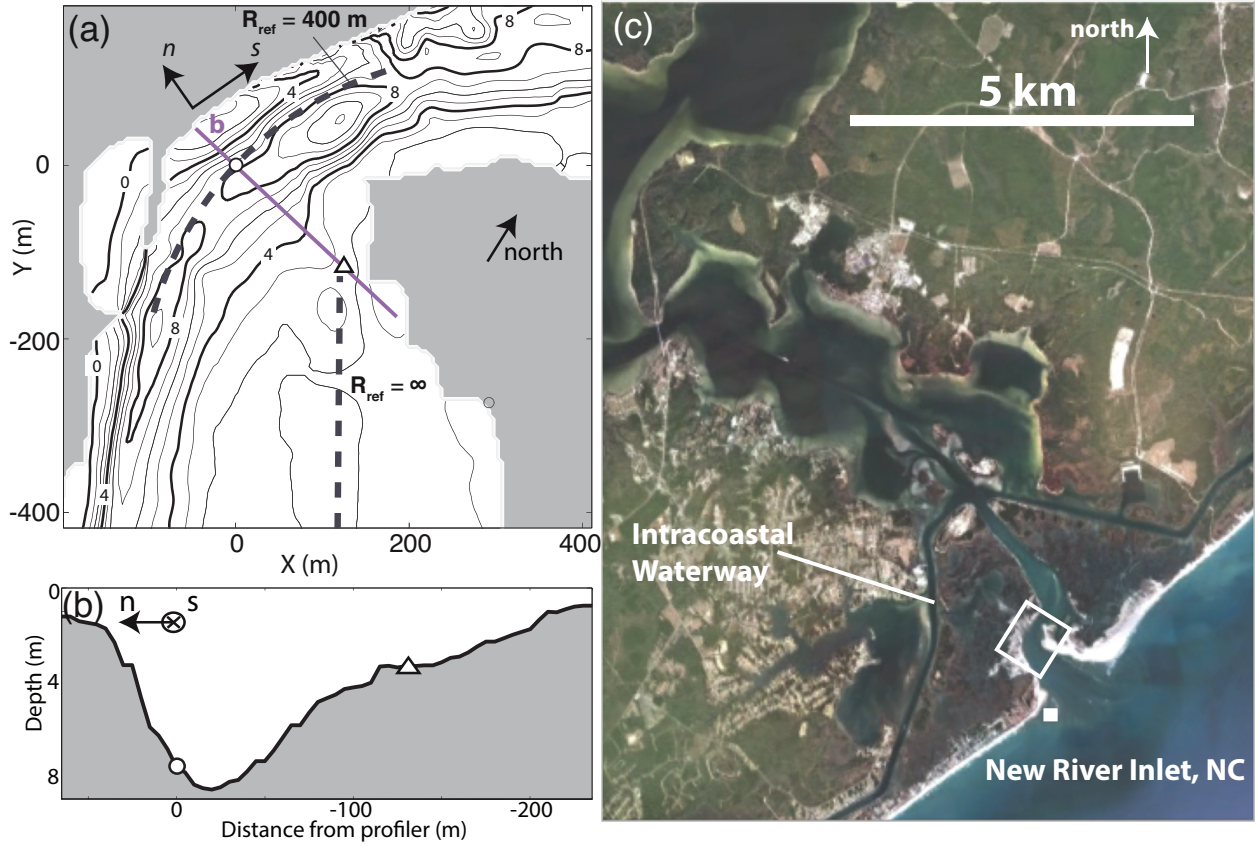 (a)
R_ref = 400 m
n
s
8
8
4
8
b
0
0
4
north
8
-200
0
R_ref = ∞
4
-400
0
200
400
X (m)
Y (m)
(b)
n
s
0
4
8
Depth (m)
0
-100
-200
Distance from profiler (m)
(c)
north
5 km
Intracoastal
Waterway
New River Inlet, NC